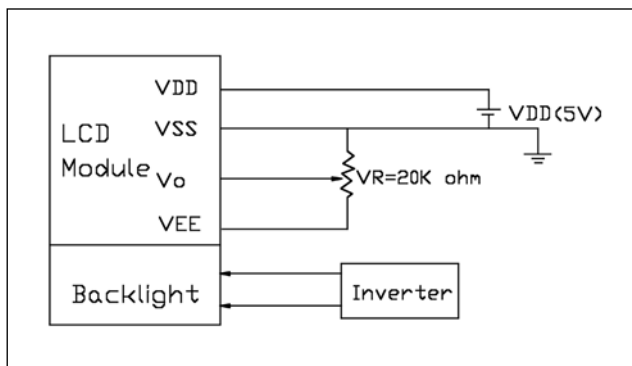 VDD
VDD(5V)
LCD
Module
VSS
Vo
VR=20K ohm
VEE
Backlight
Inverter